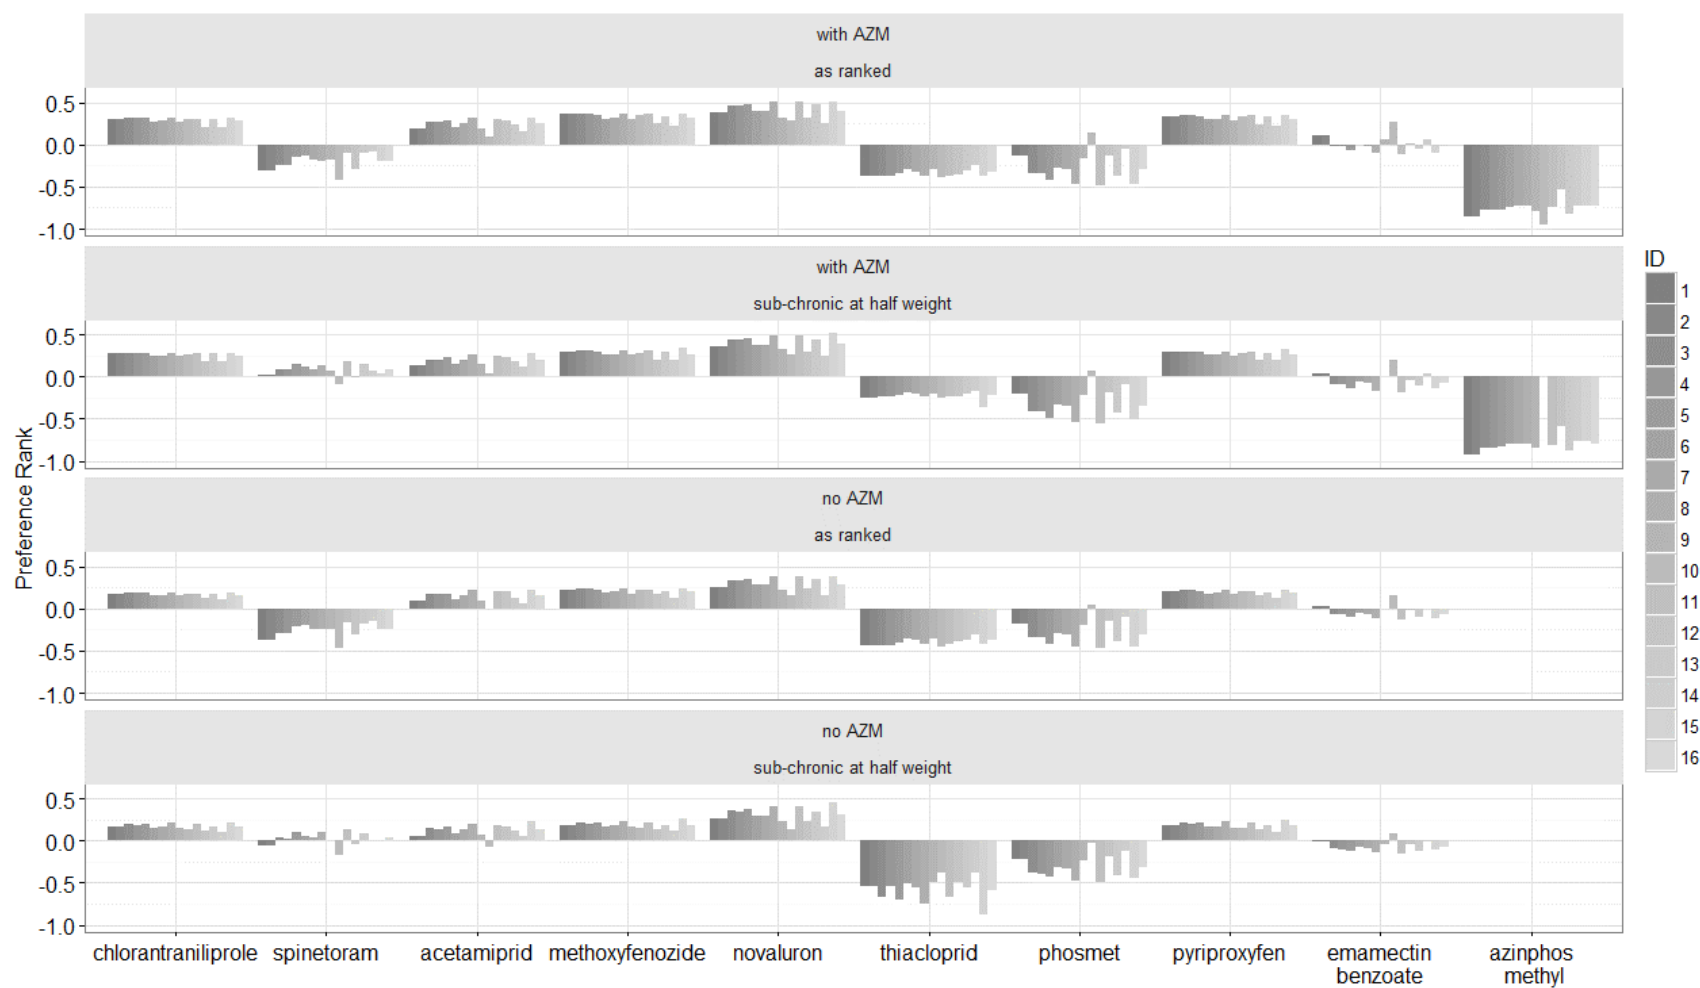 with AZM
as ranked
0.5
0.0
-0.5
-1.0
with AZM
sub-chronic at half weight
0.5
0.0
-0.5
-1.0
no AZM
as ranked
0.5
0.0
-0.5
-1.0
no AZM
sub-chronic at half weight
0.5
0.0
-0.5
-1.0
Preference Rank
chlorantraniliprole spinetoram acetamiprid methoxyfenozide novaluron thiacloprid phosmet pyriproxyfen emamectin azinphos
benzoate methyl
ID
1
2
3
4
5
6
7
8
9
10
11
12
13
14
15
16